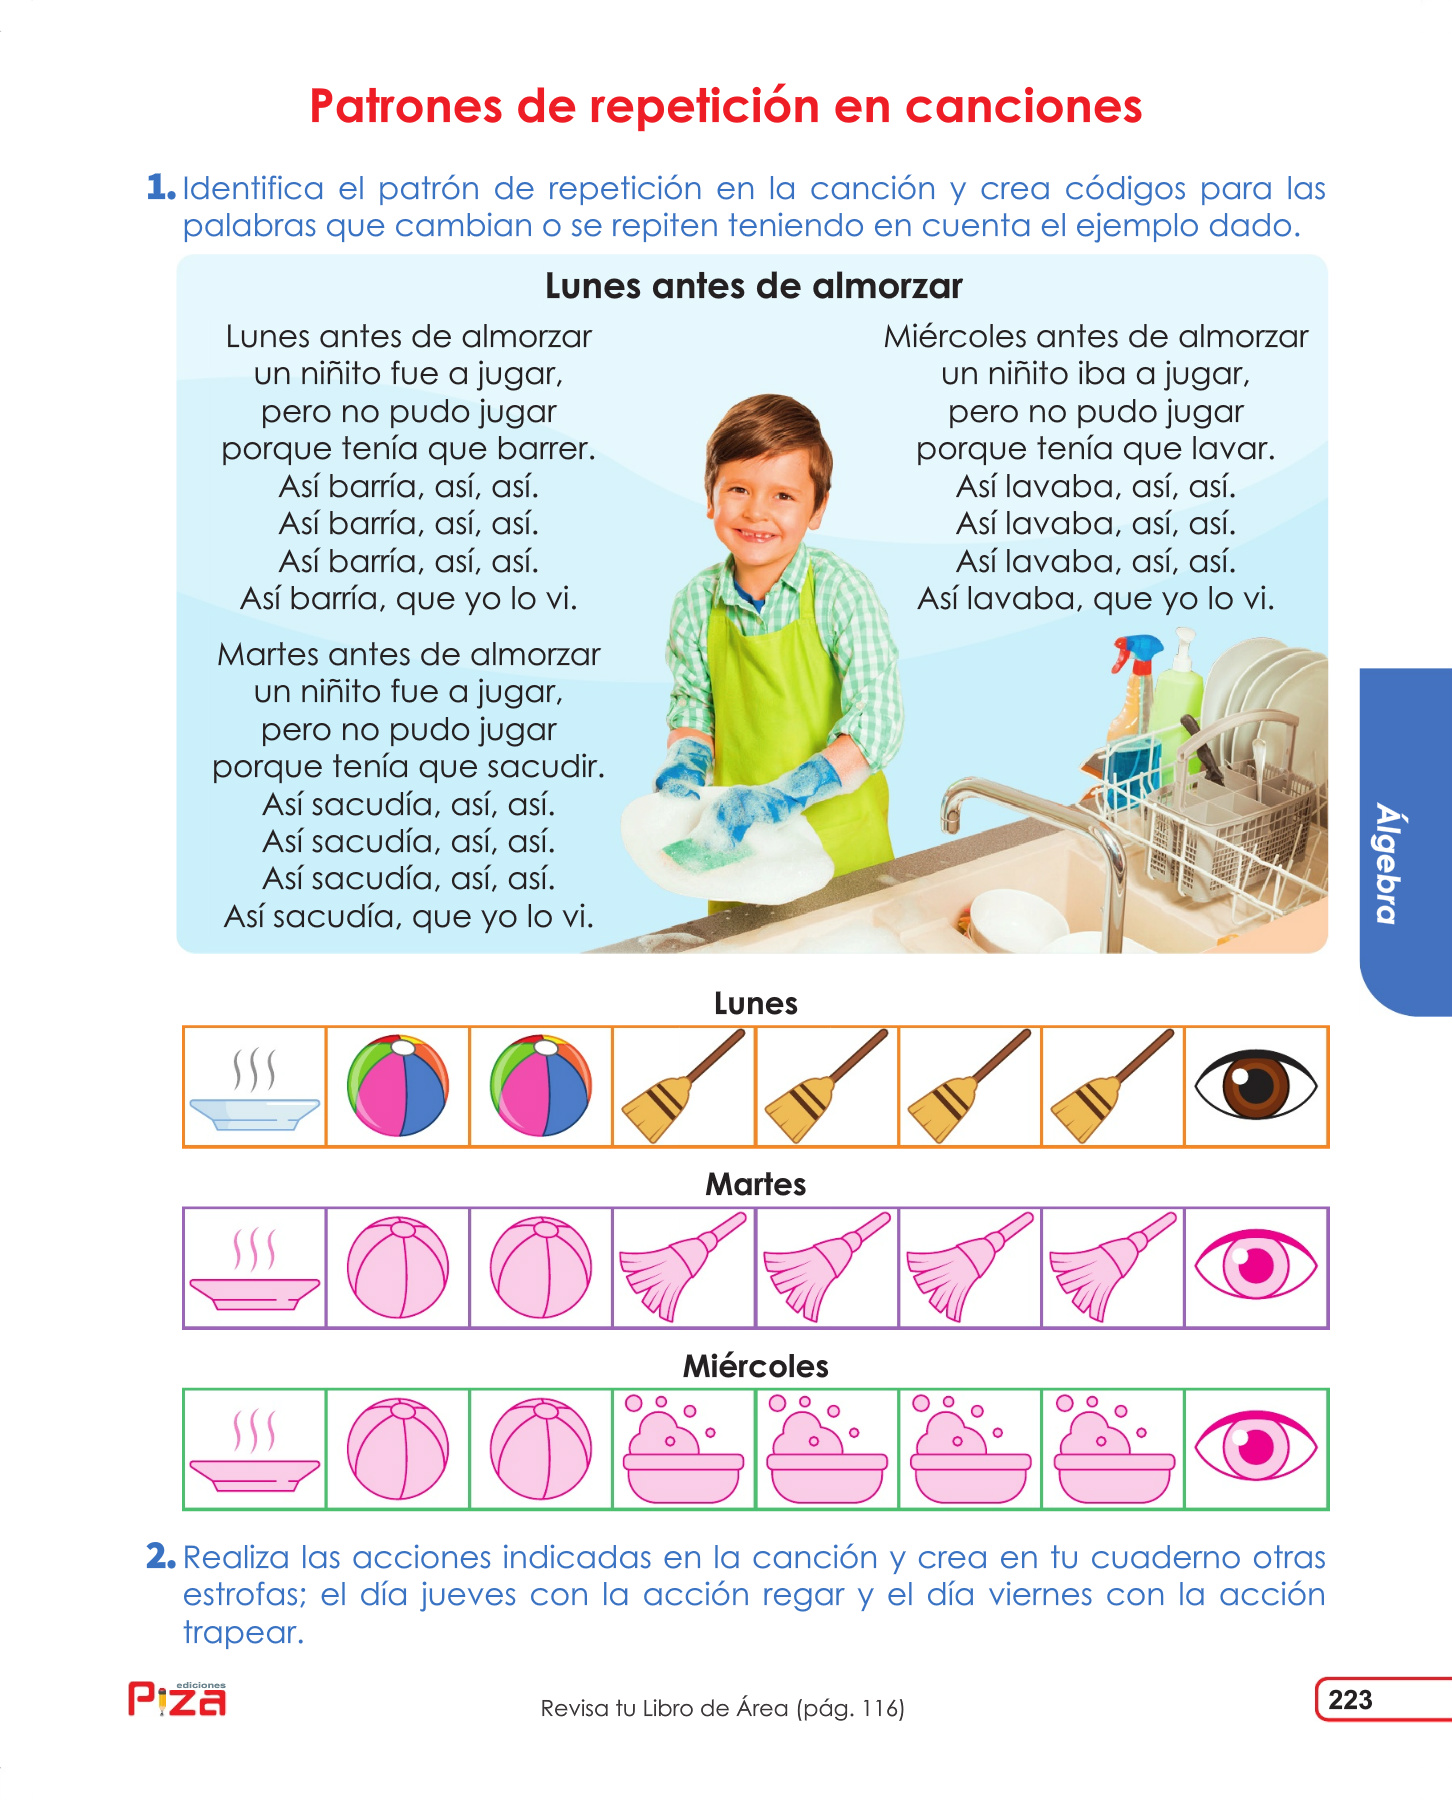 Patrones de repetición en canciones
1. Identifica el patrón de repetición en la canción y crea códigos para las
palabras que cambian o se repiten teniendo en cuenta el ejemplo dado.
Lunes antes de almorzar
Lunes antes de almorzar
un niñito fue a jugar,
pero no pudo jugar
porque tenía que barrer.
Así barría, así, así.
Así barría, así, así.
Así barría, así, así.
Así barría, que yo lo vi.
Martes antes de almorzar
un niñito fue a jugar,
pero no pudo jugar
porque tenía que sacudir.
Así sacudía, así, así.
Así sacudía, así, así.
Así sacudía, así, así.
Así sacudía, que yo lo vi.
Miércoles antes de almorzar
un niñito iba a jugar,
pero no pudo jugar
porque tenía que lavar.
Así lavaba, así, así.
Así lavaba, así, así.
Así lavaba, así, así.
Así lavaba, que yo lo vi.
Álgebra
Lunes
Martes
Miércoles
2. Realiza las acciones indicadas en la canción y crea en tu cuaderno otras
estrofas; el día jueves con la acción regar y el día viernes con la acción
trapear.
ediciones
Piza
Revisa tu Libro de Área (pág. 116)
223